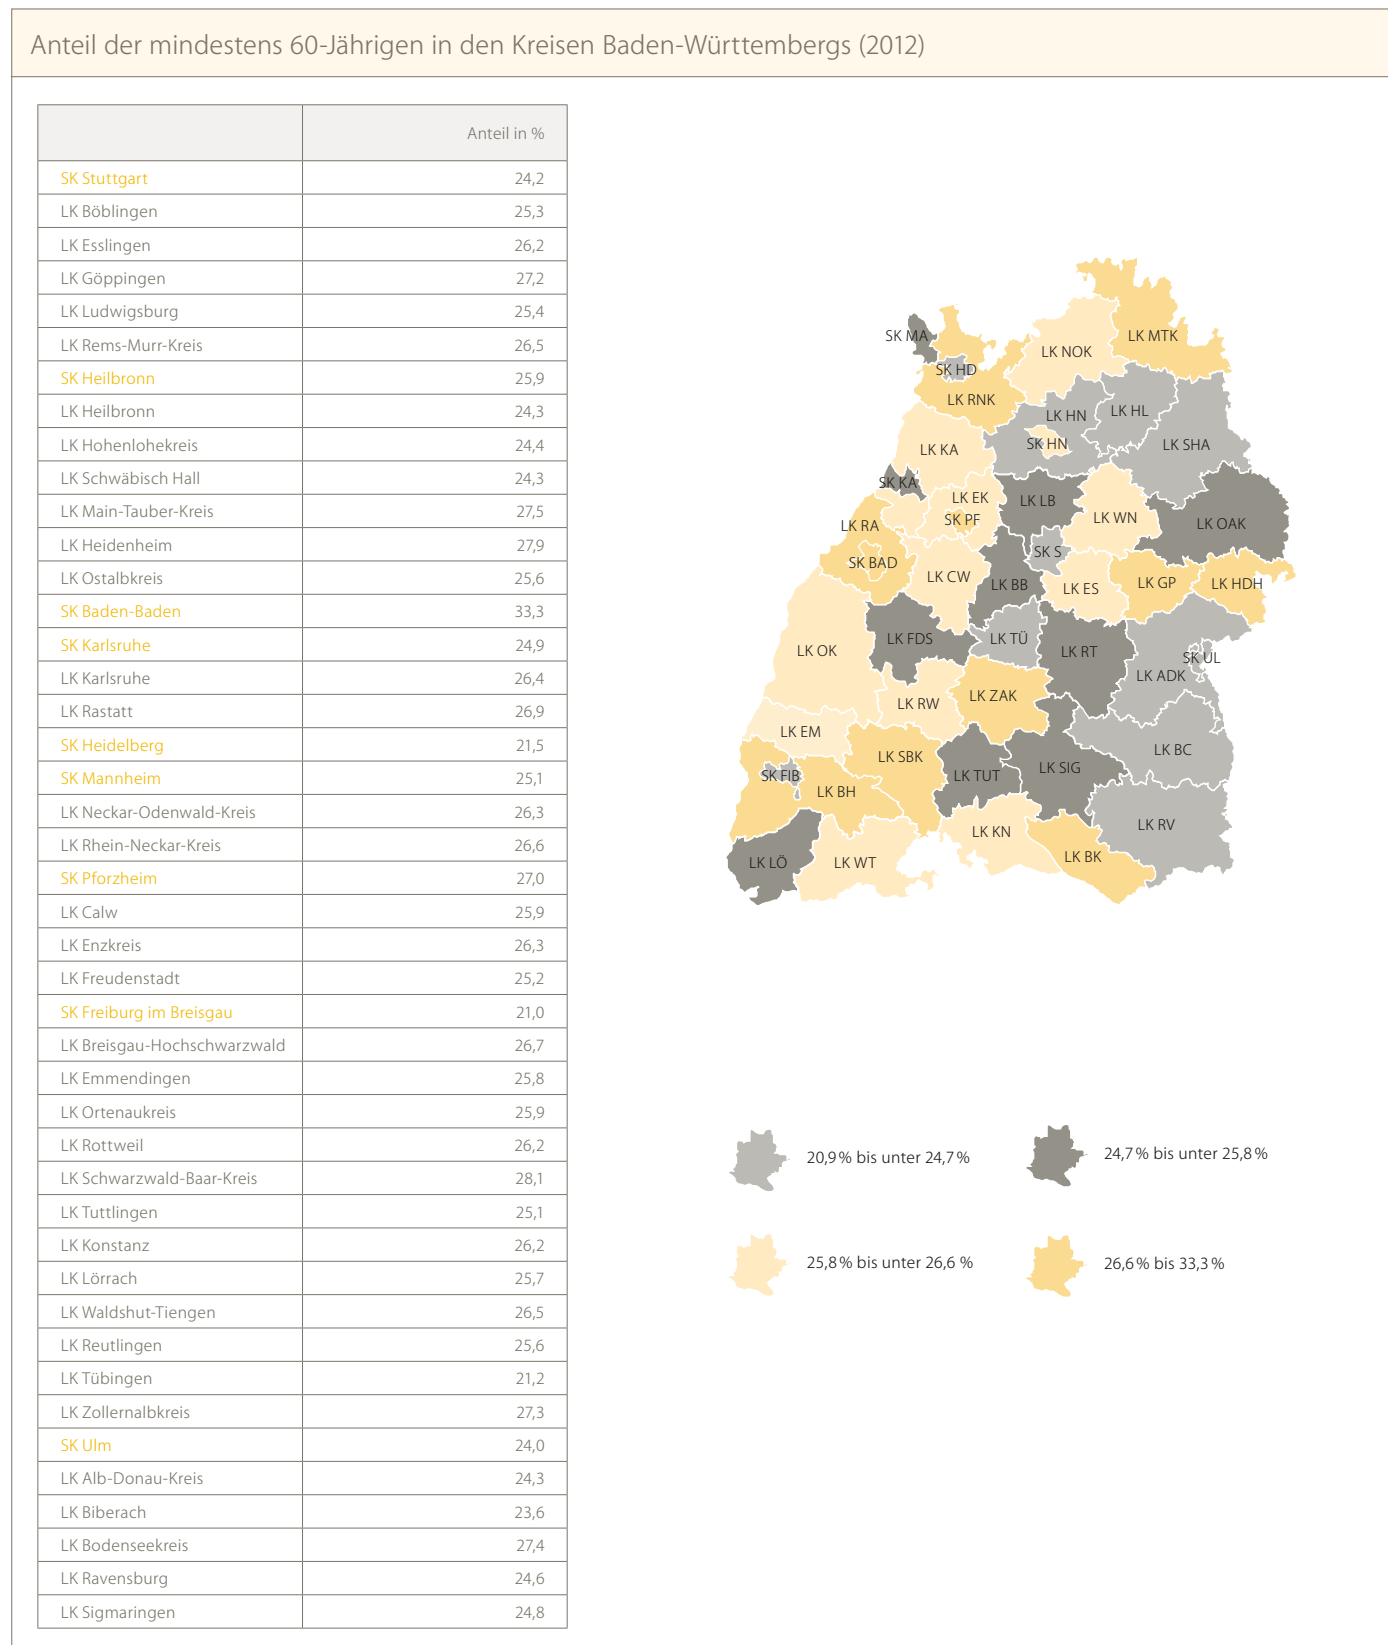 Anteil der mindestens 60-Jährigen in den Kreisen Baden-Württembergs (2012)
Anteil in %
SK Stuttgart 24,2
LK Böblingen 25,3
LK Esslingen 26,2
LK Göppingen 27,2
LK Ludwigsburg 25,4
LK Rems-Murr-Kreis 26,5
SK Heilbronn 25,9
LK Heilbronn 24,3
LK Hohenlohekreis 24,4
LK Schwäbisch Hall 24,3
LK Main-Tauber-Kreis 27,5
LK Heidenheim 27,9
LK Ostalbkreis 25,6
SK Baden-Baden 33,3
SK Karlsruhe 24,9
LK Karlsruhe 26,4
LK Rastatt 26,9
SK Heidelberg 21,5
SK Mannheim 25,1
LK Neckar-Odenwald-Kreis 26,3
LK Rhein-Neckar-Kreis 26,6
SK Pforzheim 27,0
LK Calw 25,9
LK Enzkreis 26,3
LK Freudenstadt 25,2
SK Freiburg im Breisgau 21,0
LK Breisgau-Hochschwarzwald 26,7
LK Emmendingen 25,8
LK Ortenaukreis 25,9
LK Rottweil 26,2
LK Schwarzwald-Baar-Kreis 28,1
LK Tuttlingen 25,1
LK Konstanz 26,2
LK Lörrach 25,7
LK Waldshut-Tiengen 26,5
LK Reutlingen 25,6
LK Tübingen 21,2
LK Zollernalbkreis 27,3
SK Ulm 24,0
LK Alb-Donau-Kreis 24,3
LK Biberach 23,6
LK Bodenseekreis 27,4
LK Ravensburg 24,6
LK Sigmaringen 24,8
SK MA
LK MTK
LK NOK
SK HD
LK RNK
LK HN
LK HL
SK HN
LK SHA
LK KA
SK KA
LK EK
LK LB
LK WN
LK OAK
SK PF
LK RA
SK S
SK BAD
LK CW
LK BB
LK ES
LK GP
LK HDH
LK FDS
LK TÜ
LK OK
LK RT
SK UL
LK ADK
LK RW
LK ZAK
LK EM
LK SBK
LK BC
SK FIB
LK TUT
LK SIG
LK BH
LK KN
LK RV
LK LÖ
LK WT
LK BK
20,9 % bis unter 24,7 %
24,7 % bis unter 25,8 %
25,8 % bis unter 26,6 %
26,6 % bis 33,3 %